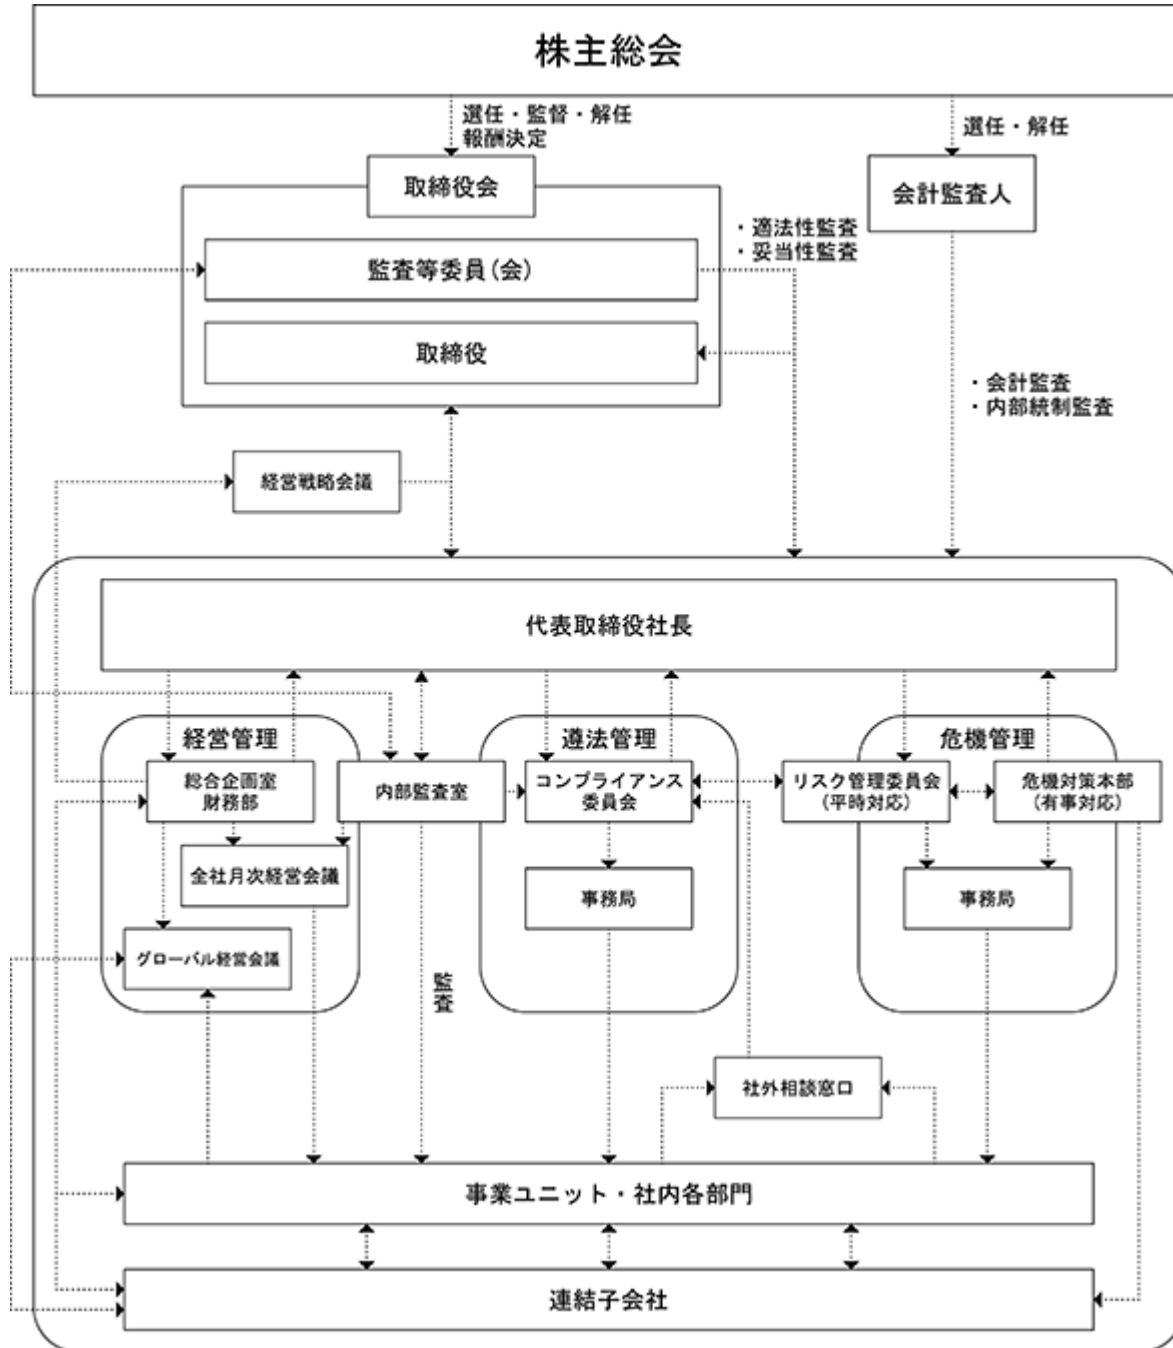 株主総会
選任・監督・解任
報酬決定
選任・解任
取締役会
会計監査人
・適法性監査
・妥当性監査
監査等委員(会)
取締役
・会計監査
・内部統制監査
経営戦略会議
代表取締役社長
経営管理
遵法管理
危機管理
総合企画室
財務部
内部監査室
コンプライアンス
委員会
リスク管理委員会
(平時対応)
危機対策本部
(有事対応)
全社月次経営会議
事務局
事務局
グローバル経営会議
監査
社外相談窓口
事業ユニット・社内各部門
連結子会社